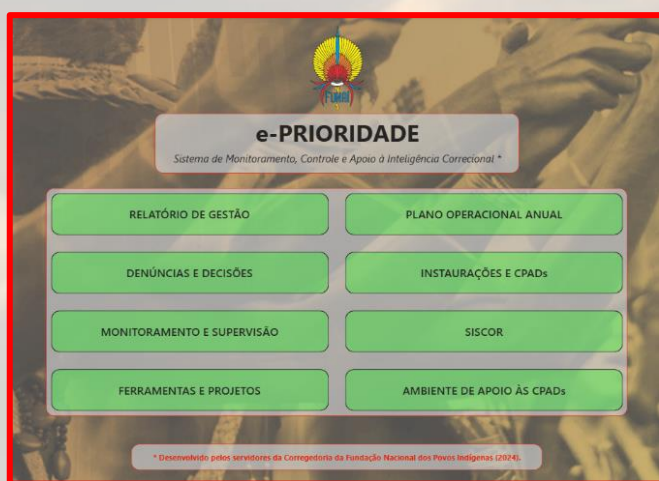 FUNAI
e-PRIORIDADE
Sistema de Monitoramento, Controle e Apoio à Inteligência Correcional *
RELATÓRIO DE GESTÃO
PLANO OPERACIONAL ANUAL
DENÚNCIAS E DECISÕES
INSTAURAÇÕES E CPADs
MONITORAMENTO E SUPERVISÃO
SISCOR
FERRAMENTAS E PROJETOS
AMBIENTE DE APOIO ÀS CPADs
* Desenvolvido pelos servidores da Corregedoria da Fundação Nacional dos Povos Indígenas (2024).